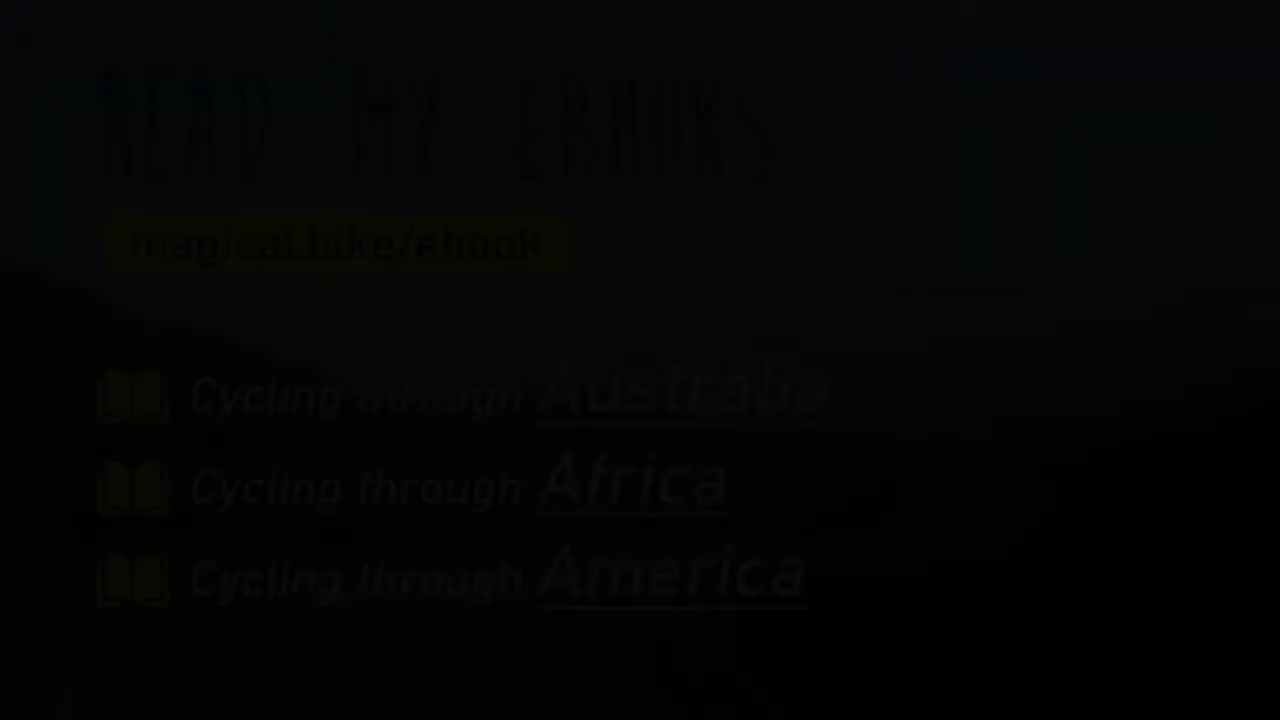 READ MY EBOOKS
magical.bike/ebook
Cycling through Australia
Cycling through Africa
Cycling through America